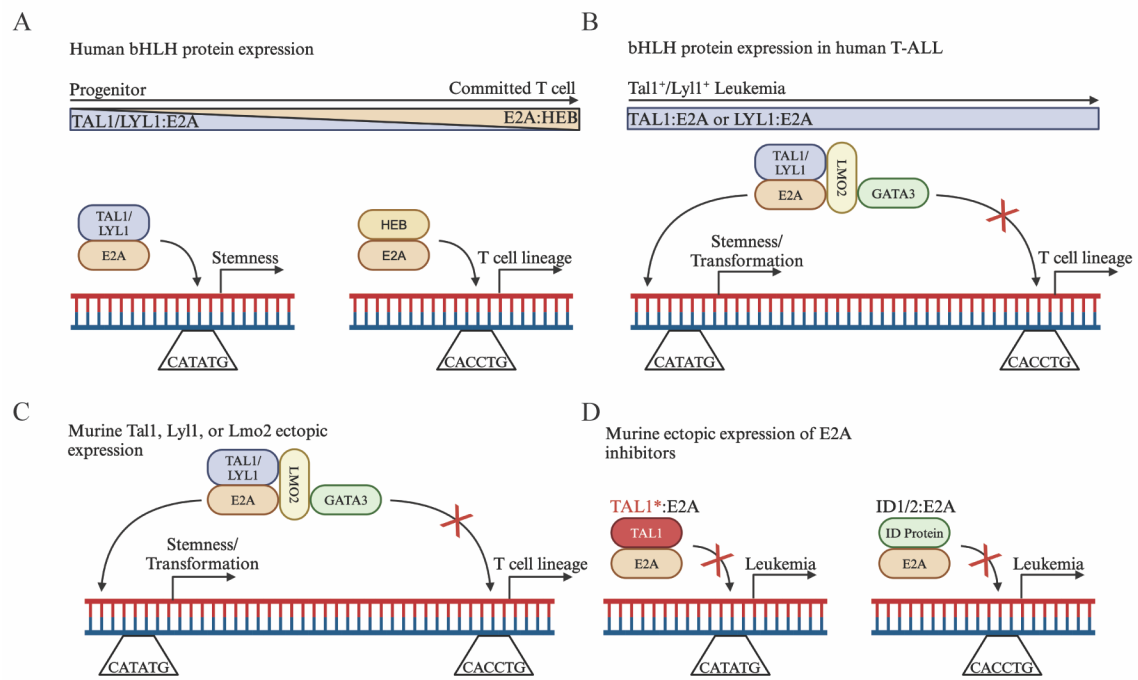 A
Human bHLH protein expression
Progenitor
Committed T cell
TAL1/LYL1:E2A
E2A:HEB
TAL1/
LYL1
E2A
Stemness
CATATG
HEB
E2A
T cell lineage
CACCTG
B
bHLH protein expression in human T-ALL
Tal1⁺/Lyl1⁺ Leukemia
TAL1:E2A or LYL1:E2A
TAL1/
LYL1
E2A
LMO2
GATA3
Stemness/
Transformation
T cell lineage
CATATG
CACCTG
C
Murine Tal1, Lyl1, or Lmo2 ectopic
expression
TAL1/
LYL1
E2A
LMO2
GATA3
Stemness/
Transformation
T cell lineage
CATATG
CACCTG
D
Murine ectopic expression of E2A
inhibitors
TAL1*:E2A
TAL1
E2A
Leukemia
CATATG
ID1/2:E2A
ID Protein
E2A
Leukemia
CACCTG